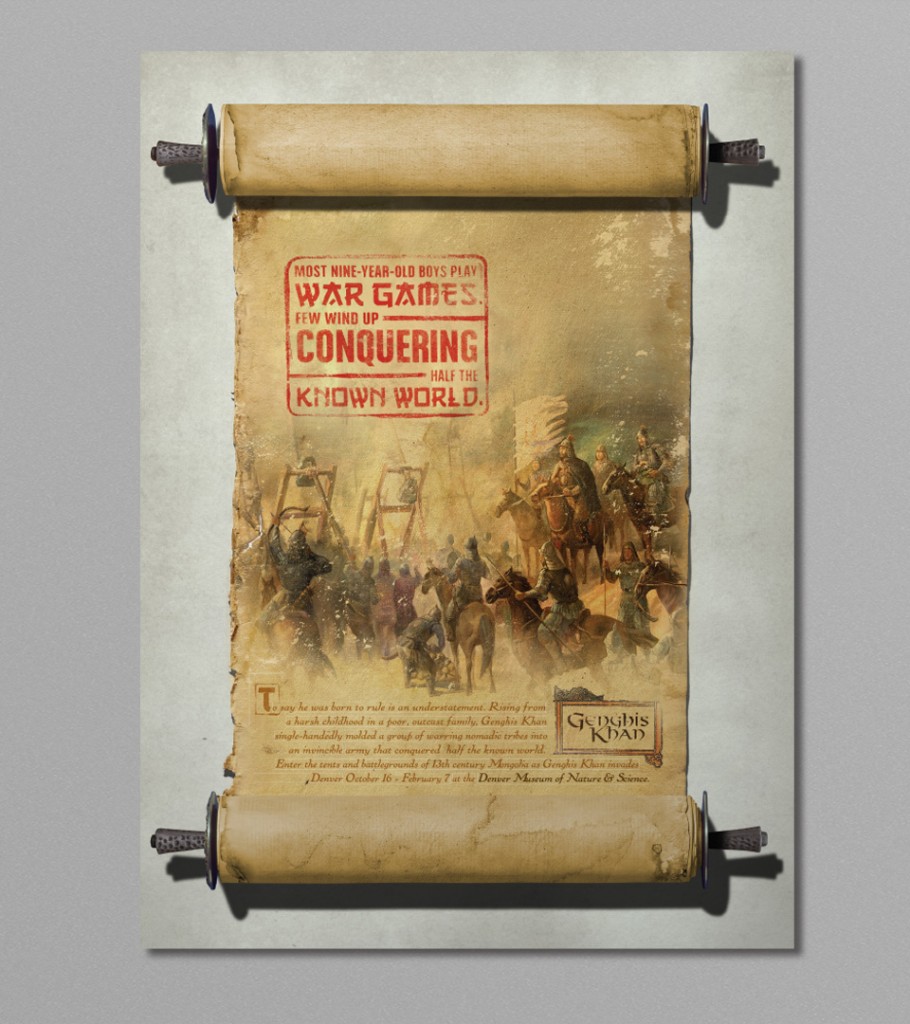 MOST NINE-YEAR-OLD BOYS PLAY
WAR GAMES.
FEW WIND UP
CONQUERING
HALF THE
KNOWN WORLD.
To say he was born to rule is an understatement. Rising from
a harsh childhood in a poor, outcast family, Genghis Khan
single-handedly molded a group of warring nomadic tribes into
an invincible army that conquered half the known world.
Enter the tents and battlegrounds of 13th century Mongolia as Genghis Khan invades
Denver October 16 - February 7 at the Denver Museum of Nature & Science.
Genghis
Khan